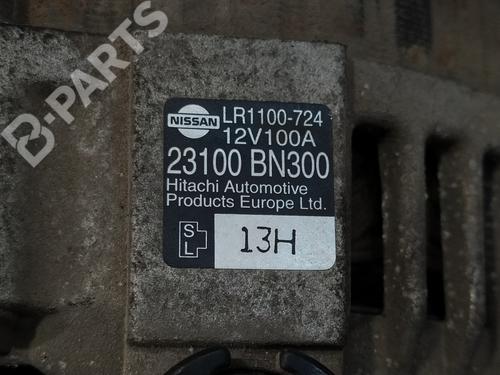 B-PARTS
NISSAN
LR1100-724
12V100A
23100 BN300
Hitachi Automotive
Products Europe Ltd.
S
L
13H